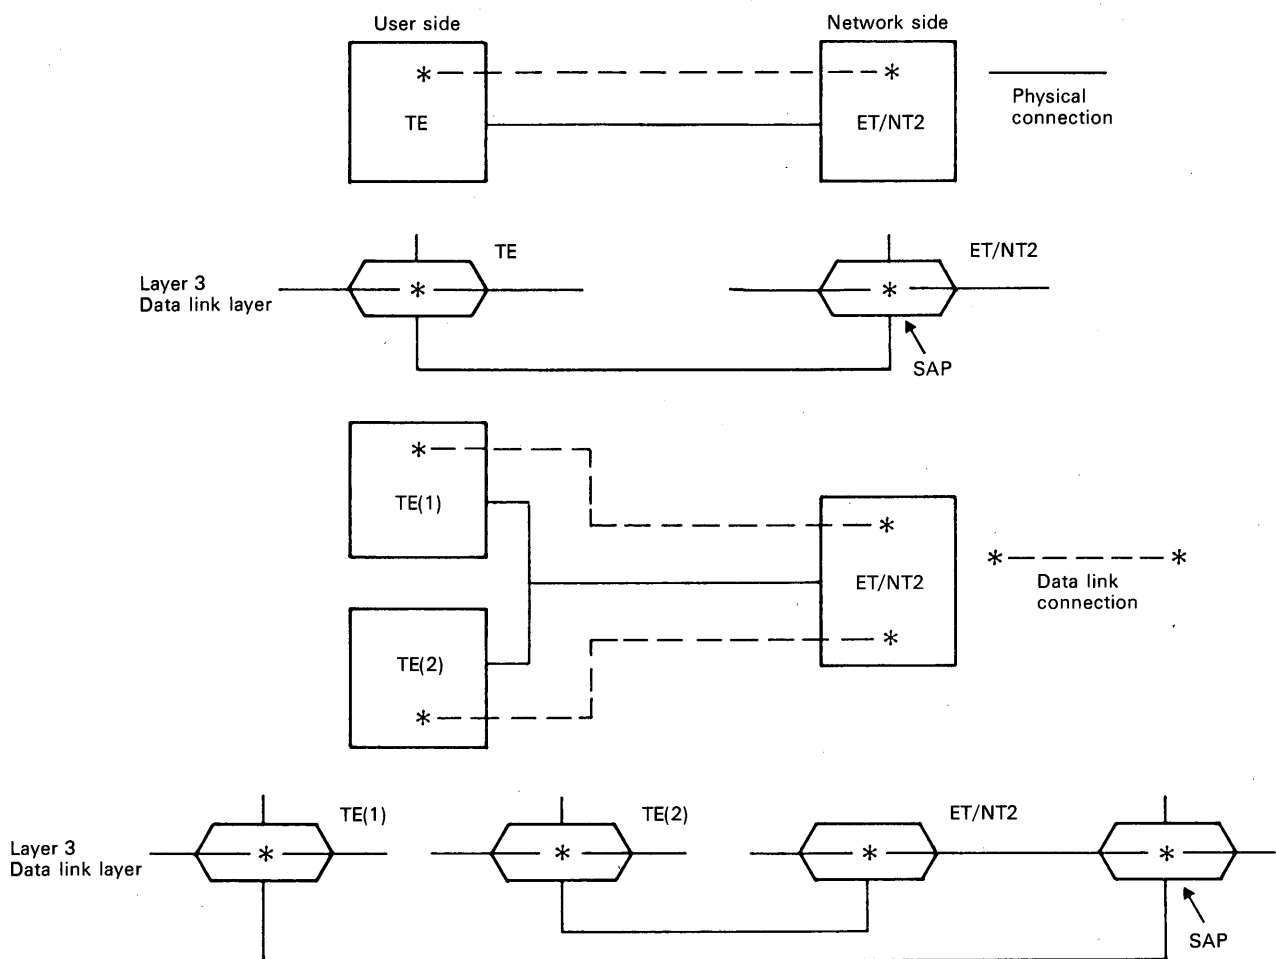 User side
Network side
*
*
TE
ET/NT2
Physical
connection
TE
ET/NT2
Layer 3
Data link layer
*
*
SAP
*
TE(1)
*
ET/NT2
*
*
*
Data link
connection
TE(2)
*
TE(1)
TE(2)
ET/NT2
Layer 3
Data link layer
*
*
*
*
SAP